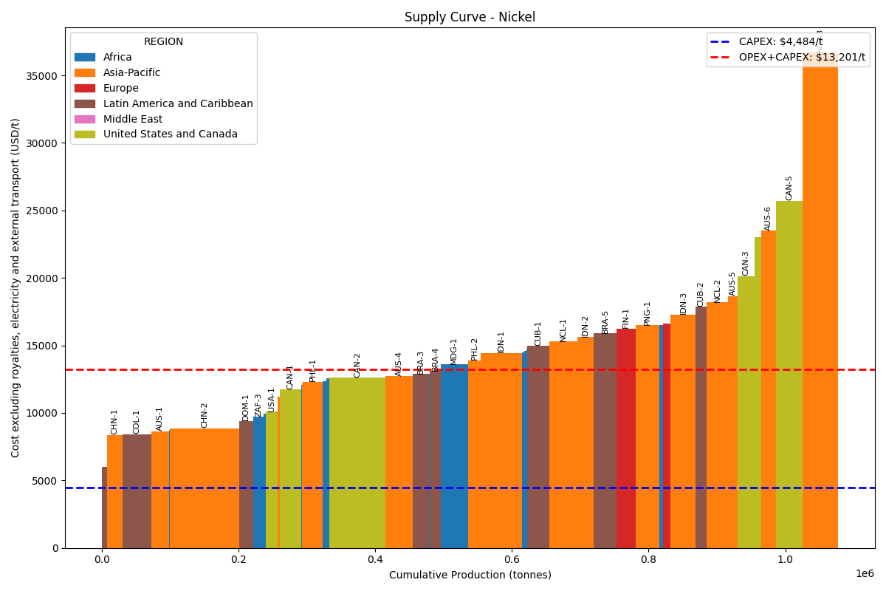 Supply Curve - Nickel
REGION
Africa
Asia-Pacific
Europe
Latin America and Caribbean
Middle East
United States and Canada
CAPEX: $4,484/t
OPEX+CAPEX: $13,201/t
Cost excluding royalties, electricity and external transport (USD/t)
35000
30000
25000
20000
15000
10000
5000
0
CHN-1
COL-1
AUS-1
CHN-2
DOM-1
ZAF-3
USA-1
CAN-1
PHL-1
CAN-2
AUS-4
BRA-3
BRA-4
MDG-1
PHL-2
IDN-1
CUB-1
NCL-1
IDN-2
BRA-5
FIN-1
PNG-1
IDN-3
CUB-2
NCL-2
AUS-5
CAN-3
AUS-6
CAN-5
0.0
0.2
0.4
0.6
0.8
1.0
1e6
Cumulative Production (tonnes)